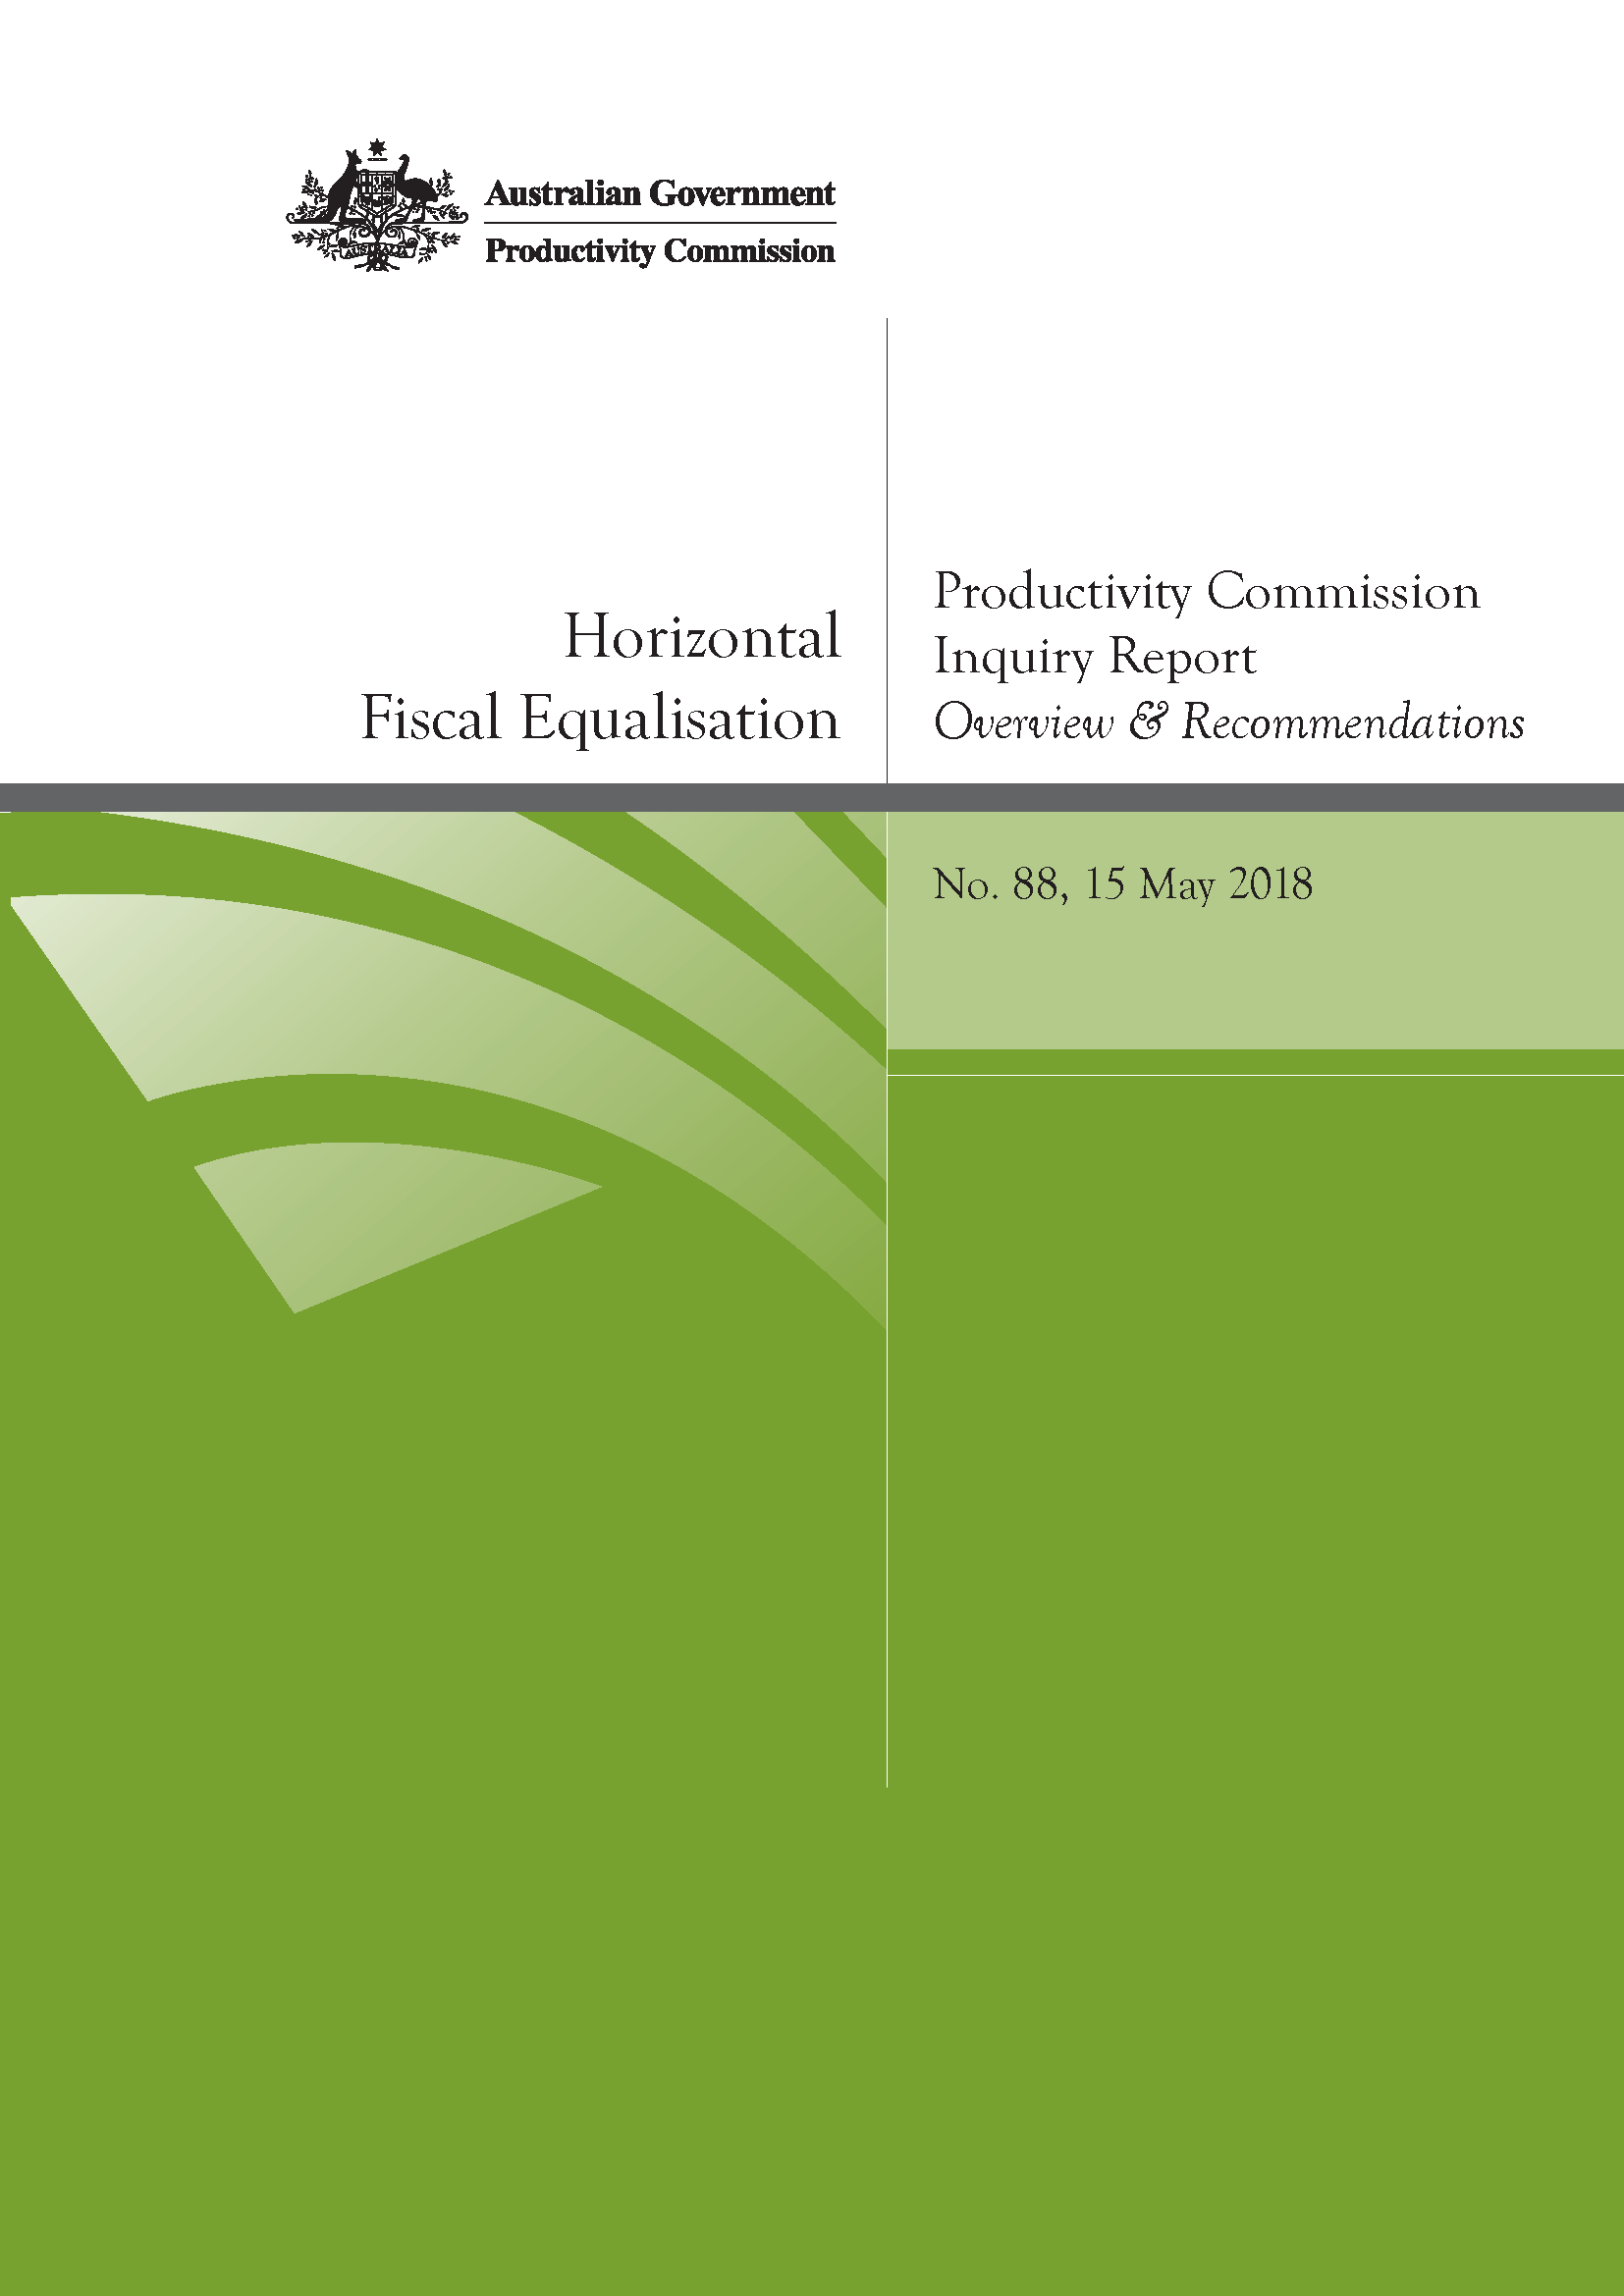 Australian Government
Productivity Commission
Horizontal
Fiscal Equalisation
Productivity Commission
Inquiry Report
Overview & Recommendations
No. 88, 15 May 2018